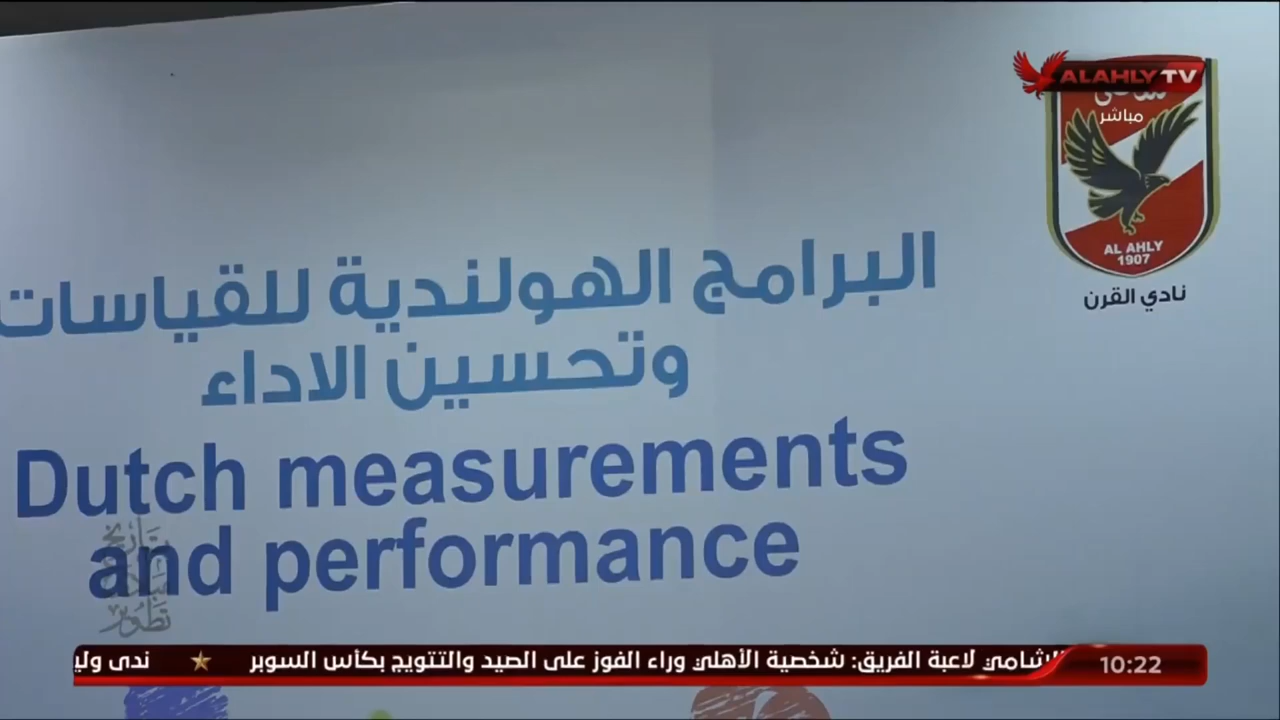 ALAHLY TV
مباشر
AL AHLY
1907
نادي القرن
البرامج الهولندية للقياسات
وتحسين الاداء
Dutch measurements
and performance
10:22
الشامي لاعبة الفريق: شخصية الأهلي وراء الفوز على الصيد والتتويج بكأس السوبر ★ ندى